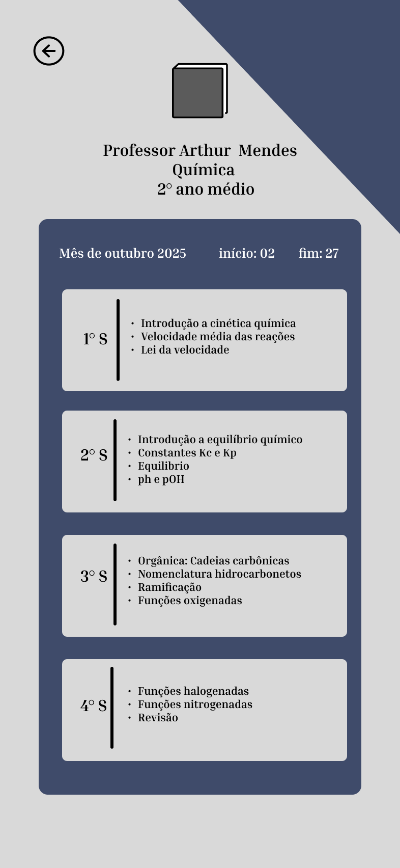 Professor Arthur Mendes
Química
2° ano médio
Mês de outubro 2025 início: 02 fim: 27
1° S
• Introdução a cinética química
• Velocidade média das reações
• Lei da velocidade
2° S
• Introdução a equilíbrio químico
• Constantes Kc e Kp
• Equilibrio
• ph e pOH
3° S
• Orgânica: Cadeias carbônicas
• Nomenclatura hidrocarbonetos
• Ramificação
• Funções oxigenadas
4° S
• Funções halogenadas
• Funções nitrogenadas
• Revisão